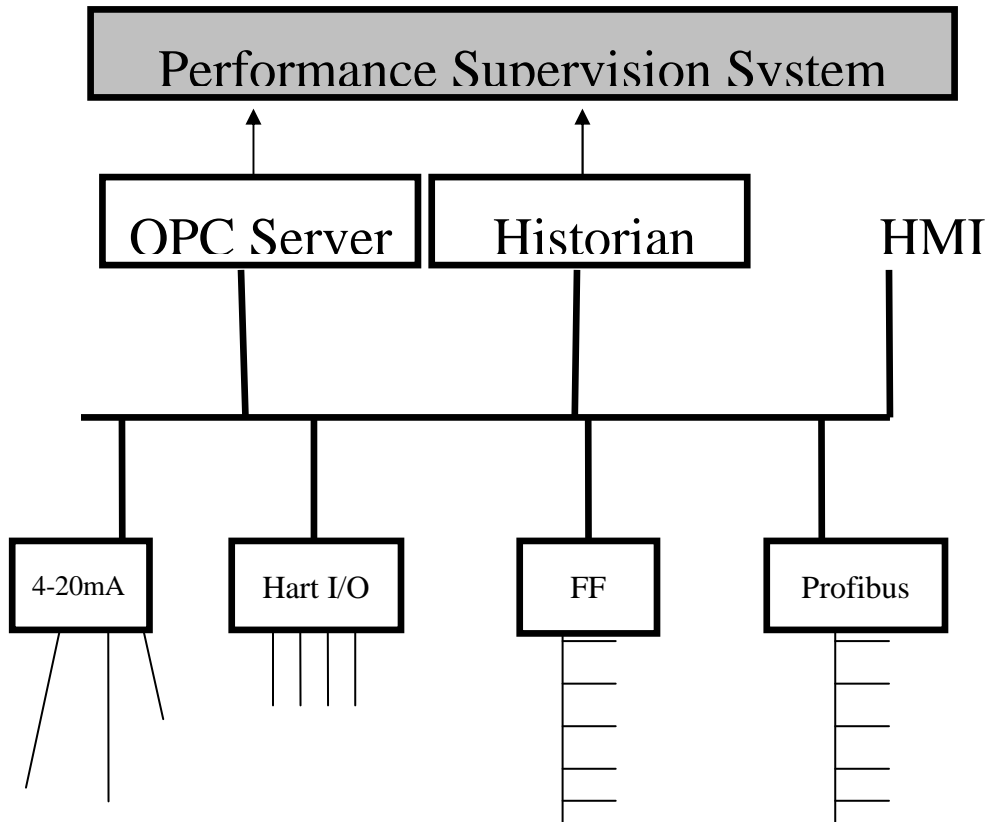 Performance Supervision System
OPC Server
Historian
HMI
4-20mA
Hart I/O
FF
Profibus